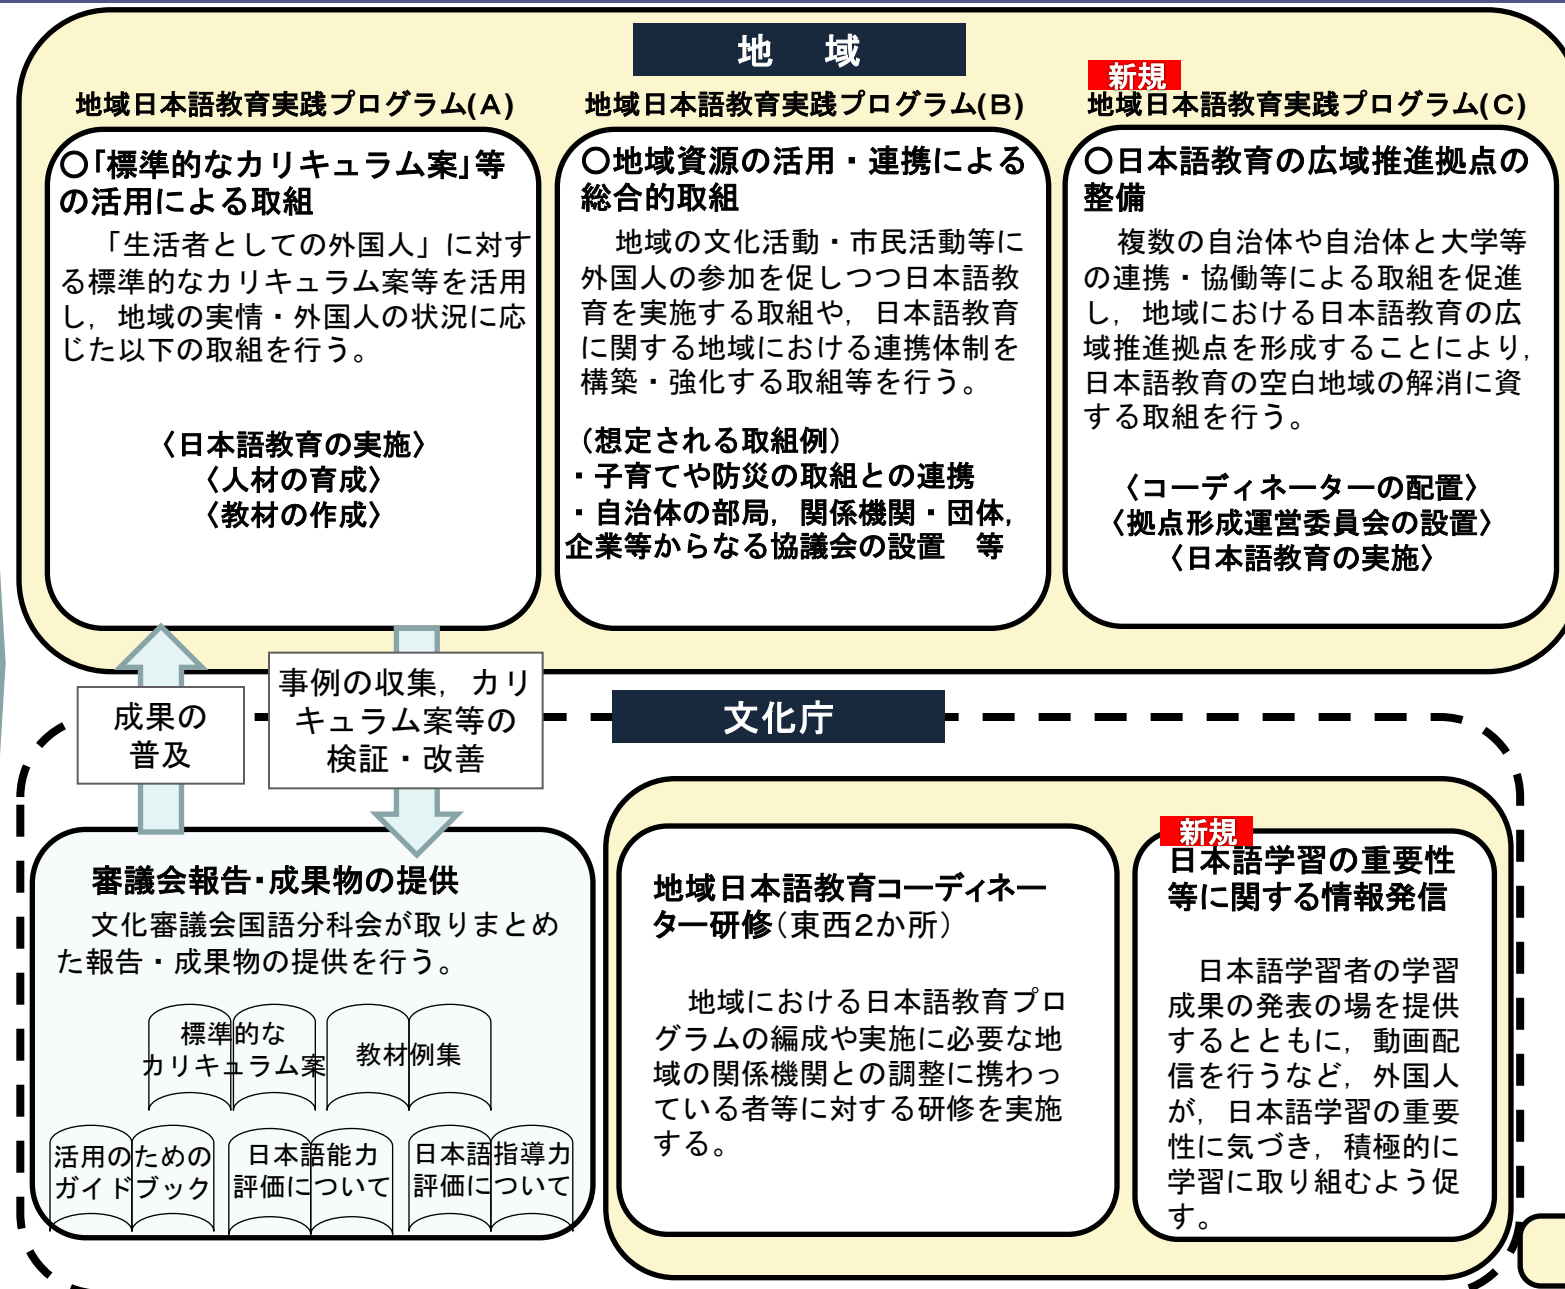 地　域
地域日本語教育実践プログラム(A)
○「標準的なカリキュラム案」等
の活用による取組
「生活者としての外国人」に対す
る標準的なカリキュラム案等を活用
し，地域の実情・外国人の状況に応
じた以下の取組を行う。
〈日本語教育の実施〉
〈人材の育成〉
〈教材の作成〉
地域日本語教育実践プログラム(B)
○地域資源の活用・連携による
総合的取組
地域の文化活動・市民活動等に
外国人の参加を促しつつ日本語教
育を実施する取組や，日本語教育
に関する地域における連携体制を
構築・強化する取組等を行う。
（想定される取組例）
・子育てや防災の取組との連携
・自治体の部局，関係機関・団体，
企業等からなる協議会の設置　等
新規
地域日本語教育実践プログラム(C)
○日本語教育の広域推進拠点の
整備
複数の自治体や自治体と大学等
の連携・協働等による取組を促進
し，地域における日本語教育の広
域推進拠点を形成することにより，
日本語教育の空白地域の解消に資
する取組を行う。
〈コーディネーターの配置〉
〈拠点形成運営委員会の設置〉
〈日本語教育の実施〉
成果の
普及
事例の収集，カリ
キュラム案等の
検証・改善
文化庁
審議会報告・成果物の提供
文化審議会国語分科会が取りまとめ
た報告・成果物の提供を行う。
標準的な
カリキュラム案
教材例集
活用のための
ガイドブック
日本語能力
評価について
日本語指導力
評価について
地域日本語教育コーディネー
ター研修（東西２か所）
地域における日本語教育プロ
グラムの編成や実施に必要な地
域の関係機関との調整に携わっ
ている者等に対する研修を実施
する。
新規
日本語学習の重要性
等に関する情報発信
日本語学習者の学習
成果の発表の場を提供
するとともに，動画配
信を行うなど，外国人
が，日本語学習の重要
性に気づき，積極的に
学習に取り組むよう促
す。